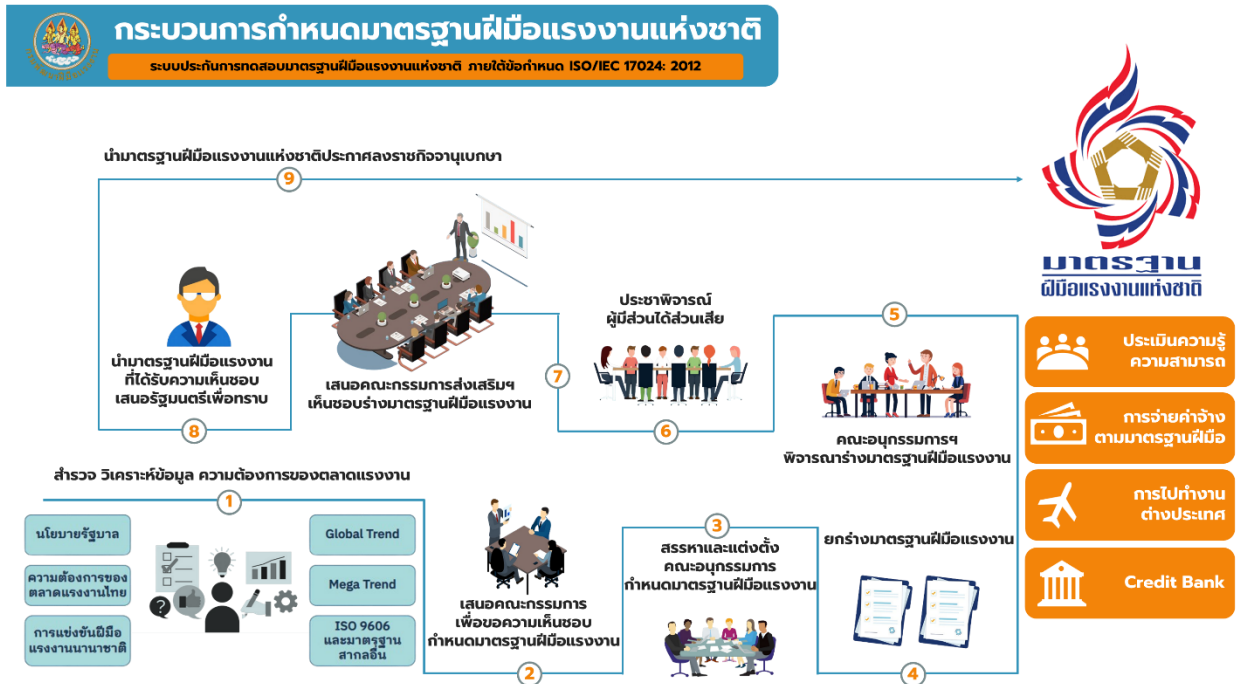 กระบวนการกำหนดมาตรฐานฝีมือแรงงานแห่งชาติ
ระบบประกันการทดสอบมาตรฐานฝีมือแรงงานแห่งชาติ ภายใต้ข้อกำหนด ISO/IEC 17024: 2012
นำมาตรฐานฝีมือแรงงานแห่งชาติประกาศลงราชกิจจานุเบกษา
9
มาตรฐาน
ฝีมือแรงงานแห่งชาติ
นำมาตรฐานฝีมือแรงงาน
ที่ได้รับความเห็นชอบ
เสนอรัฐมนตรีเพื่อทราบ
8
เสนอคณะกรรมการส่งเสริมฯ
เห็นชอบร่างมาตรฐานฝีมือแรงงาน
7
ประชาพิจารณ์
ผู้มีส่วนได้ส่วนเสีย
6
5
คณะอนุกรรมการฯ
พิจารณาร่างมาตรฐานฝีมือแรงงาน
ประเมินความรู้
ความสามารถ
การจ่ายค่าจ้าง
ตามมาตรฐานฝีมือ
การไปทำงาน
ต่างประเทศ
Credit Bank
สำรวจ วิเคราะห์ข้อมูล ความต้องการของตลาดแรงงาน
1
นโยบายรัฐบาล
ความต้องการของ
ตลาดแรงงานไทย
การแข่งขันฝีมือ
แรงงานนานาชาติ
Global Trend
Mega Trend
ISO 9606
และมาตรฐาน
สากลอื่น
เสนอคณะกรรมการ
เพื่อขอความเห็นชอบ
กำหนดมาตรฐานฝีมือแรงงาน
2
3
สรรหาและแต่งตั้ง
คณะอนุกรรมการ
กำหนดมาตรฐานฝีมือแรงงาน
ยกร่างมาตรฐานฝีมือแรงงาน
4